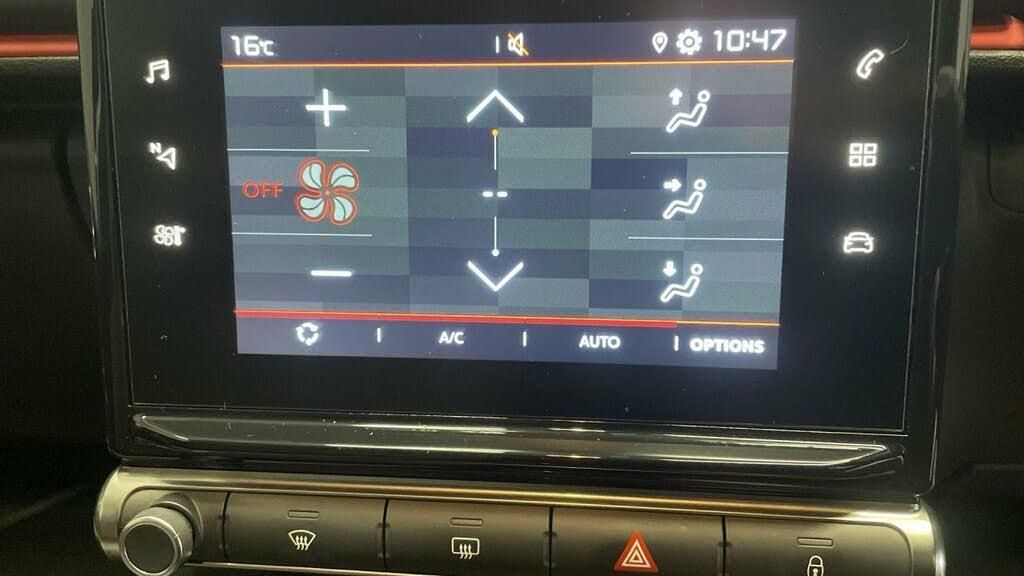 16°C 10:47
N
OFF
--
A/C AUTO OPTIONS